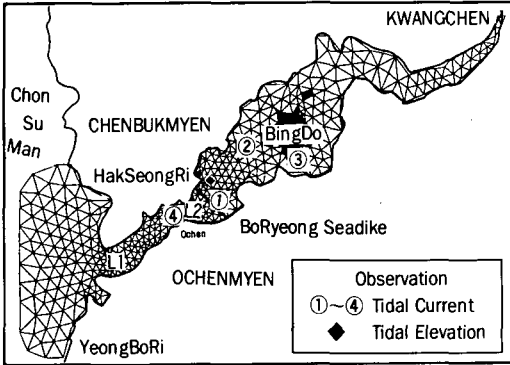 KWANGCHEN
Chon
Su
Man
CHENBUKMYEN
BingDo
②
③
HakSeongRi
①
L2
④
Ochen
BoRyeong Seadike
L1
OCHENMYEN
YeongBoRi
Observation
①~④ Tidal Current
◆ Tidal Elevation